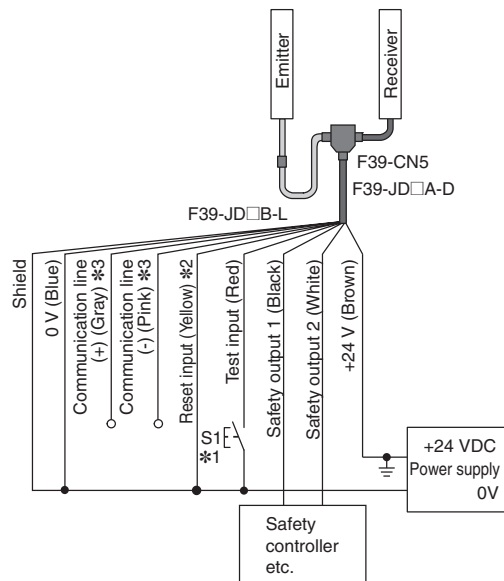 Emitter
Receiver
F39-CN5
F39-JD□A-D
F39-JD□B-L
Shield
0 V (Blue)
Communication line
(+) (Gray) *3
Communication line
(-) (Pink) *3
Reset input (Yellow) *2
Test input (Red)
Safety output 1 (Black)
Safety output 2 (White)
+24 V (Brown)
S1
*1
+24 VDC
Power supply
0V
Safety
controller
etc.